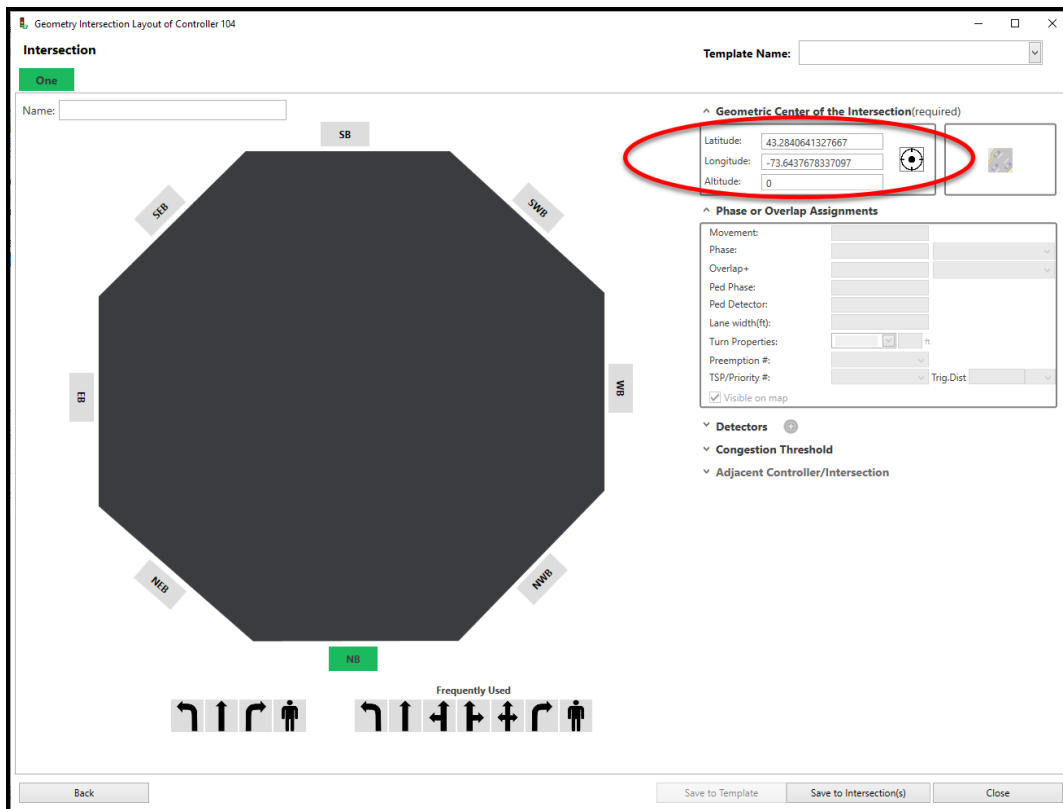 Geometry Intersection Layout of Controller 104
Intersection
Template Name:
One
Name:
Geometric Center of the Intersection(required)
Latitude: 43.2840641327667
Longitude: -73.6437678337097
Altitude: 0
Phase or Overlap Assignments
Movement:
Phase:
Overlap+
Ped Phase:
Ped Detector:
Lane width(ft):
Turn Properties: ft
Preemption #:
TSP/Priority #: Trig.Dist
Visible on map
Detectors
Congestion Threshold
Adjacent Controller/Intersection
SB
SEB
SWB
EB
WB
NEB
NWB
NB
Frequently Used
Back
Save to Template
Save to Intersection(s)
Close